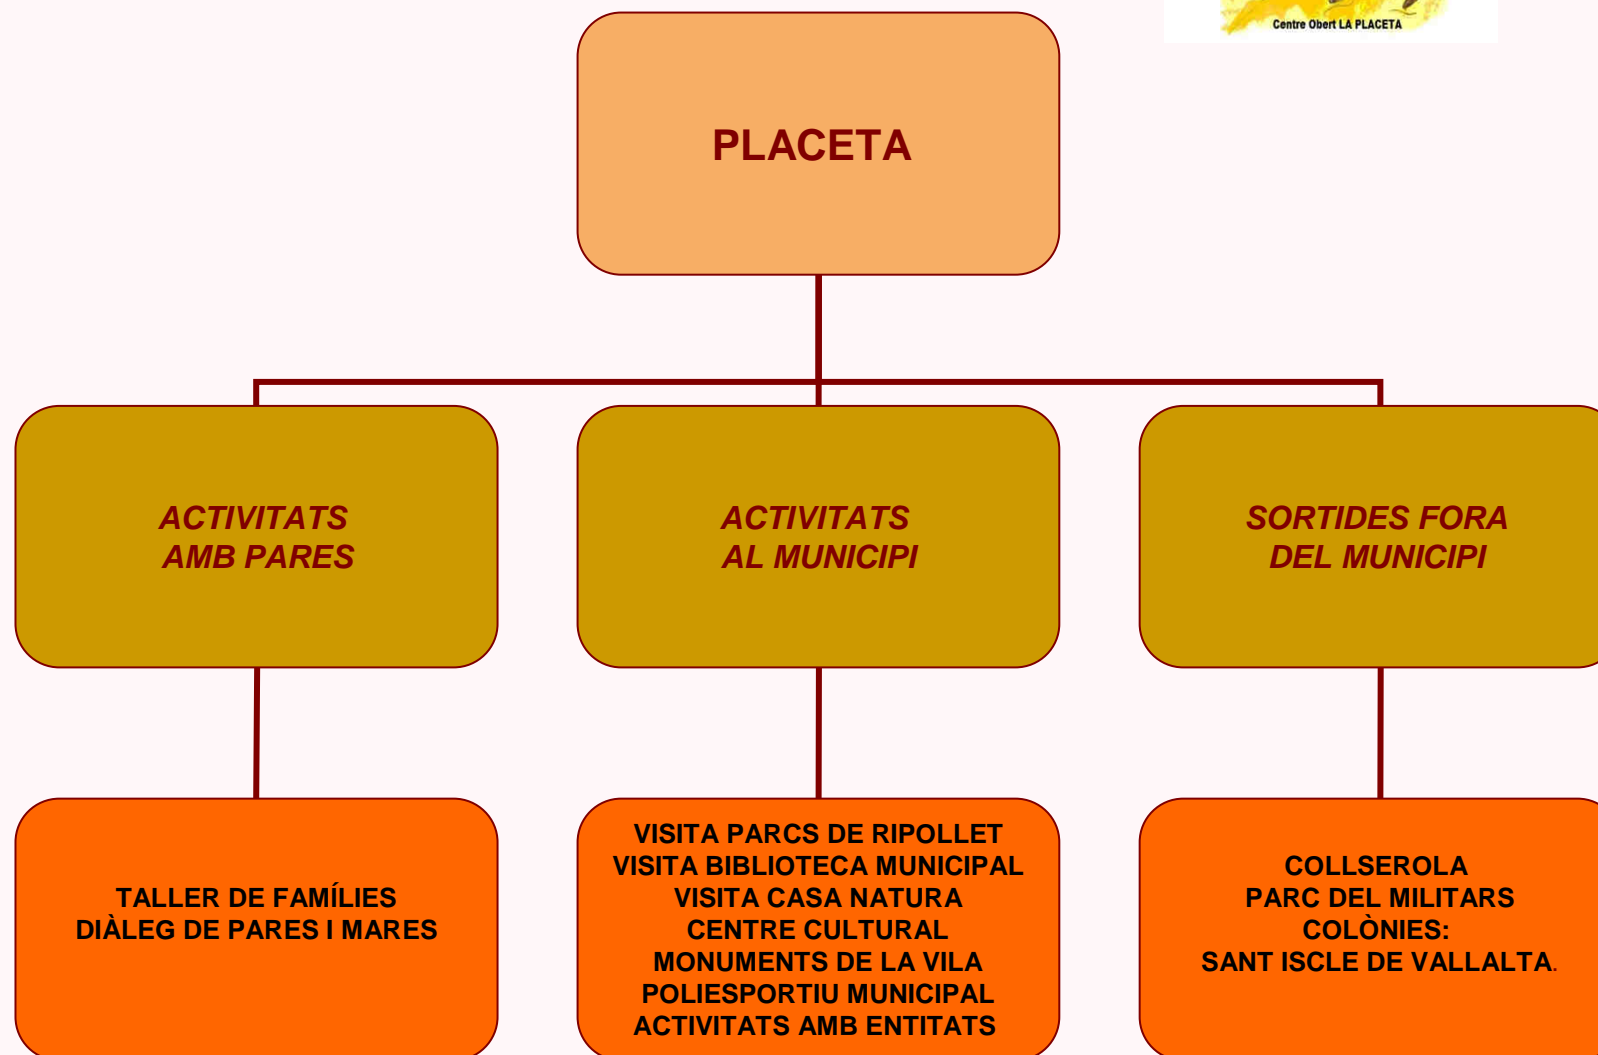 Centre Obert LA PLACETA
PLACETA
ACTIVITATS
AMB PARES
ACTIVITATS
AL MUNICIPI
SORTIDES FORA
DEL MUNICIPI
TALLER DE FAMÍLIES
DIÀLEG DE PARES I MARES
VISITA PARCS DE RIPOLLET
VISITA BIBLIOTECA MUNICIPAL
VISITA CASA NATURA
CENTRE CULTURAL
MONUMENTS DE LA VILA
POLIESPORTIU MUNICIPAL
ACTIVITATS AMB ENTITATS
COLLSEROLA
PARC DEL MILITARS
COLÒNIES:
SANT ISCLE DE VALLALTA.